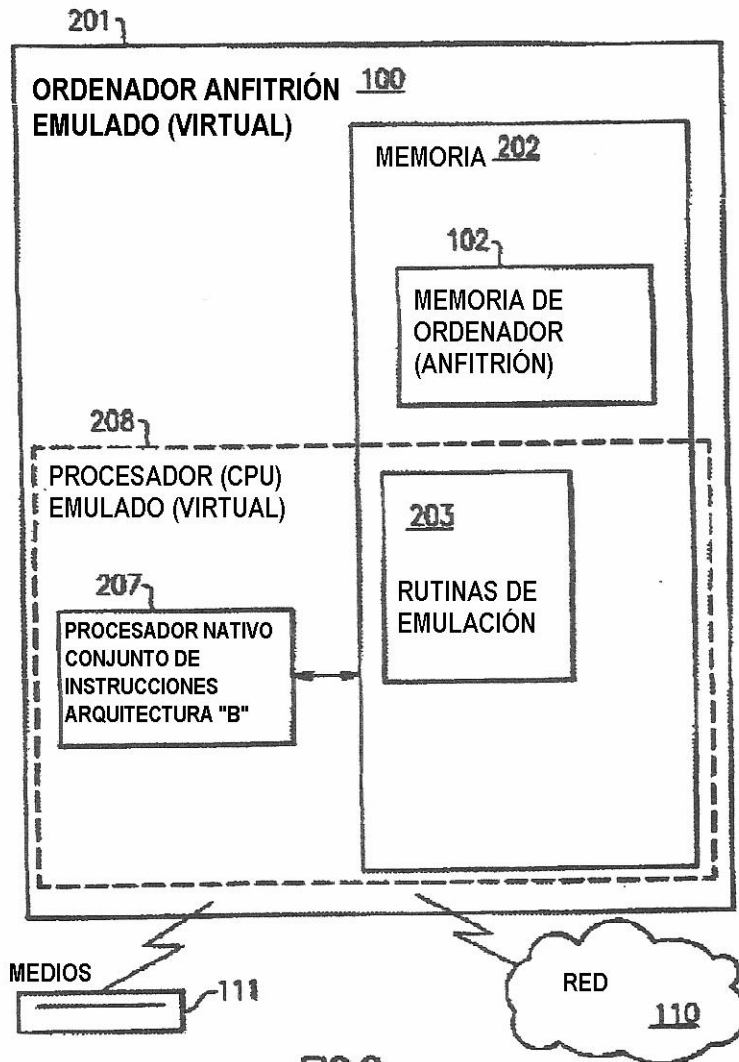 201
ORDENADOR ANFITRIÓN 100
EMULADO (VIRTUAL)
MEMORIA 202
102
MEMORIA DE
ORDENADOR
(ANFITRIÓN)
208
PROCESADOR (CPU)
EMULADO (VIRTUAL)
203
RUTINAS DE
EMULACIÓN
207
PROCESADOR NATIVO
CONJUNTO DE
INSTRUCCIONES
ARQUITECTURA "B"
MEDIOS
111
RED
110